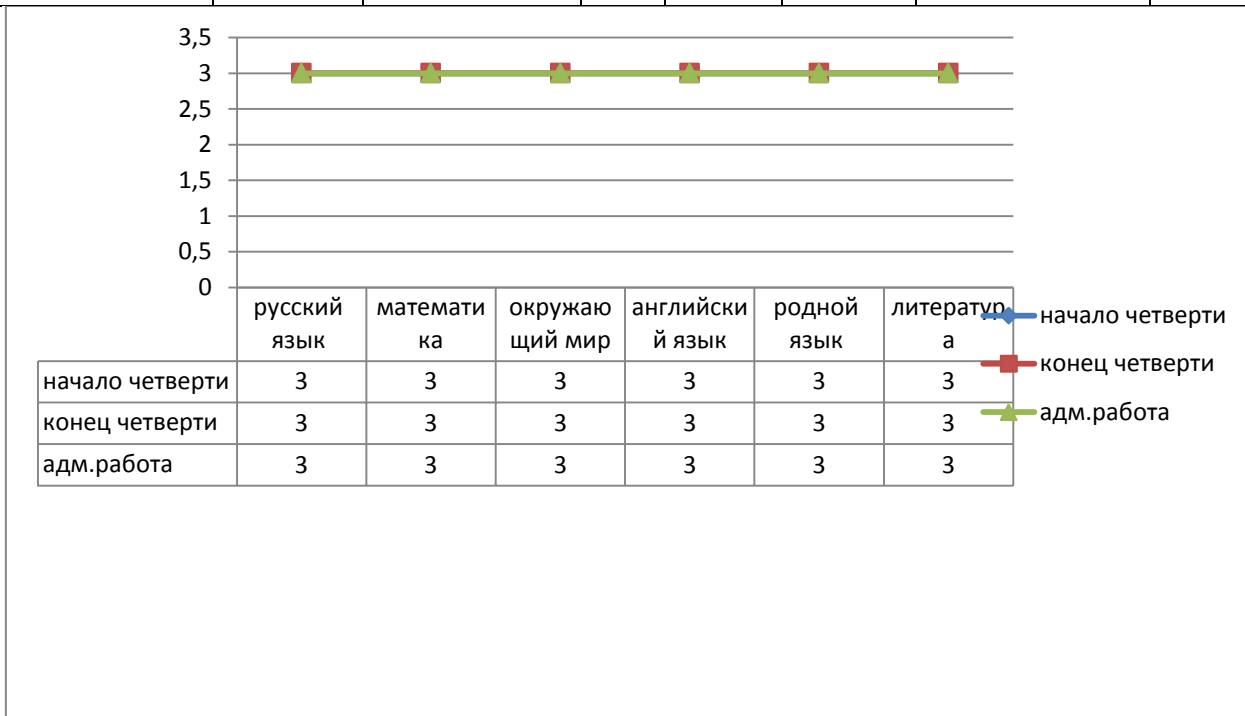 3,5
3
2,5
2
1,5
1
0,5
0
русский язык
математи ка
окружаю щий мир
английски й язык
родной язык
литератур а
начало четверти 3 3 3 3 3 3
конец четверти 3 3 3 3 3 3
адм.работа 3 3 3 3 3 3
начало четверти
конец четверти
адм.работа